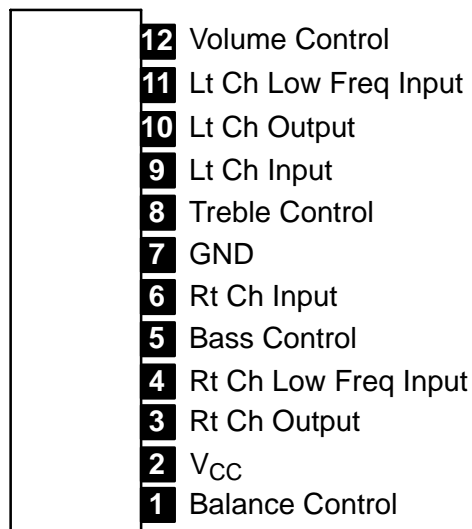 12 Volume Control
11 Lt Ch Low Freq Input
10 Lt Ch Output
9 Lt Ch Input
8 Treble Control
7 GND
6 Rt Ch Input
5 Bass Control
4 Rt Ch Low Freq Input
3 Rt Ch Output
2 VCC
1 Balance Control